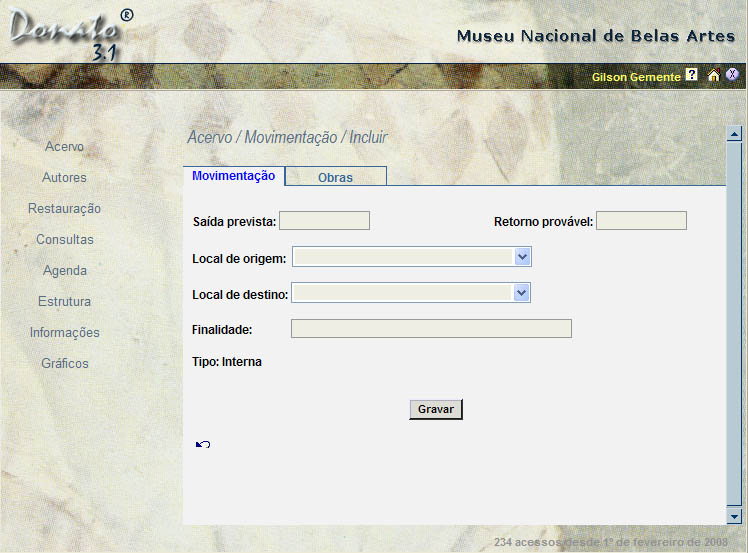 Donato ®
3.1
Museu Nacional de Belas Artes
Gilson Gemente ? X
Acervo
Autores
Restauração
Consultas
Agenda
Estrutura
Informações
Gráficos
Acervo / Movimentação / Incluir
Movimentação Obras
Saída prevista: Retorno provável:
Local de origem:
Local de destino:
Finalidade:
Tipo: Interna
Gravar
234 acessos desde 1º de fevereiro de 2008